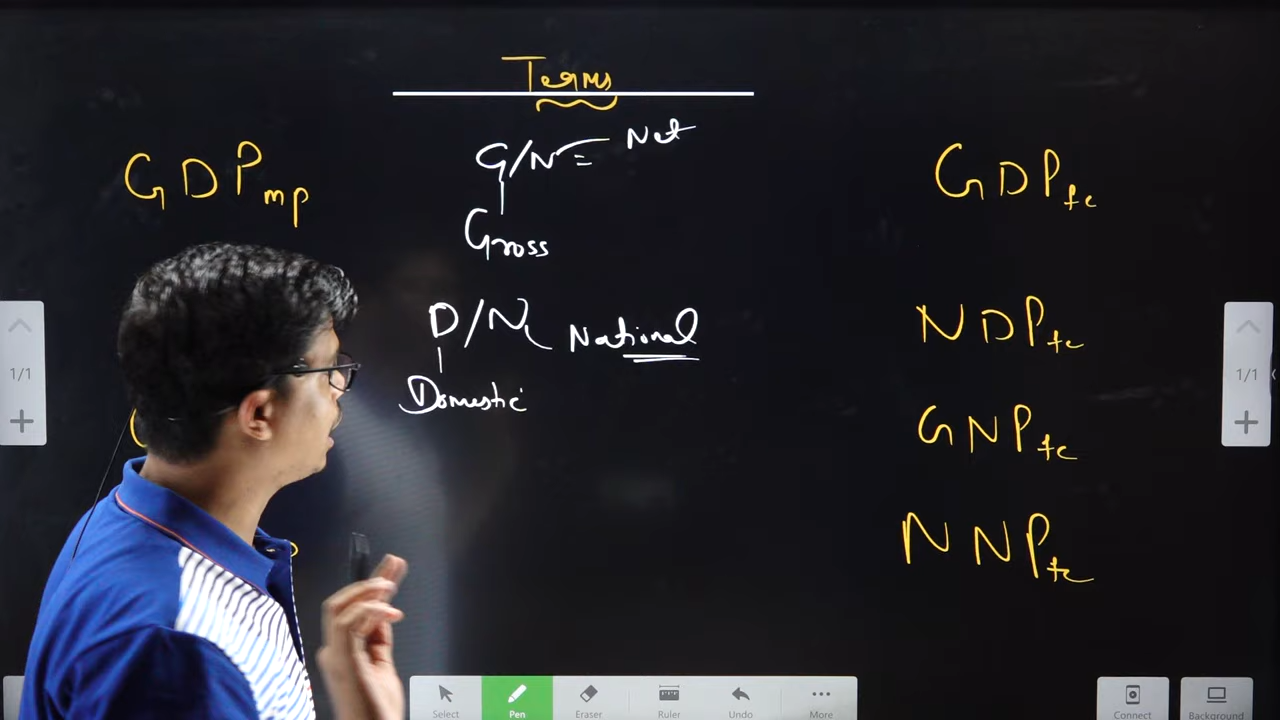 Terms
GDPmp
G/N = Net
Gross
GDPfc
D/N National
Domestic
NDPfc
GNPfc
NNPfc
1/1
1/1
Select
Pen
Eraser
Ruler
Undo
More
Connect
Background